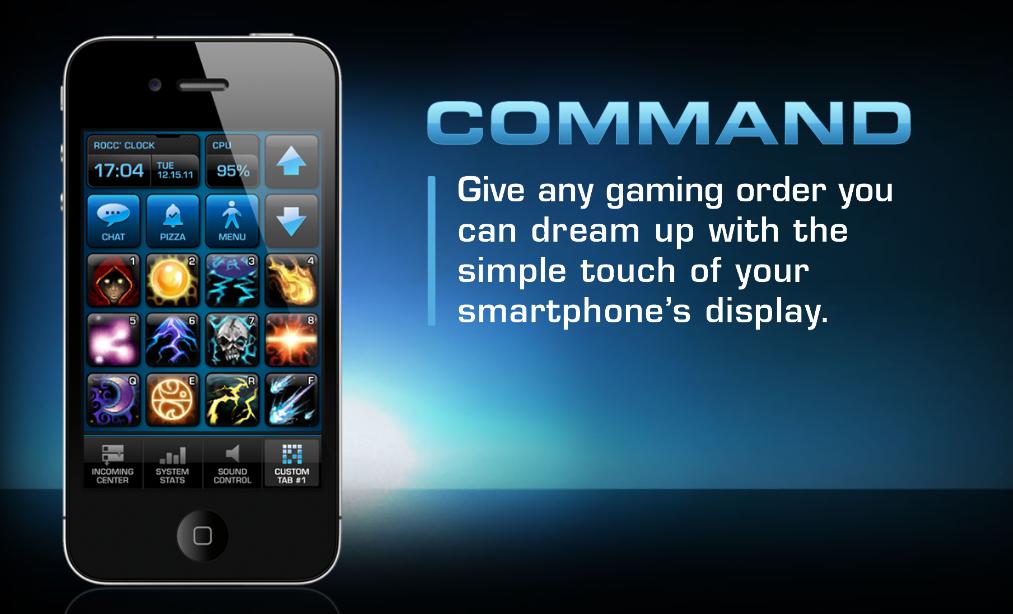 ROCC' CLOCK
17:04
TUE
12.15.11
CPU
95%
CHAT
PIZZA
MENU
1
2
3
4
5
6
7
8
Q
E
R
F
INCOMING
CENTER
SYSTEM
STATS
SOUND
CONTROL
CUSTOM
TAB #1
COMMAND
Give any gaming order you
can dream up with the
simple touch of your
smartphone's display.